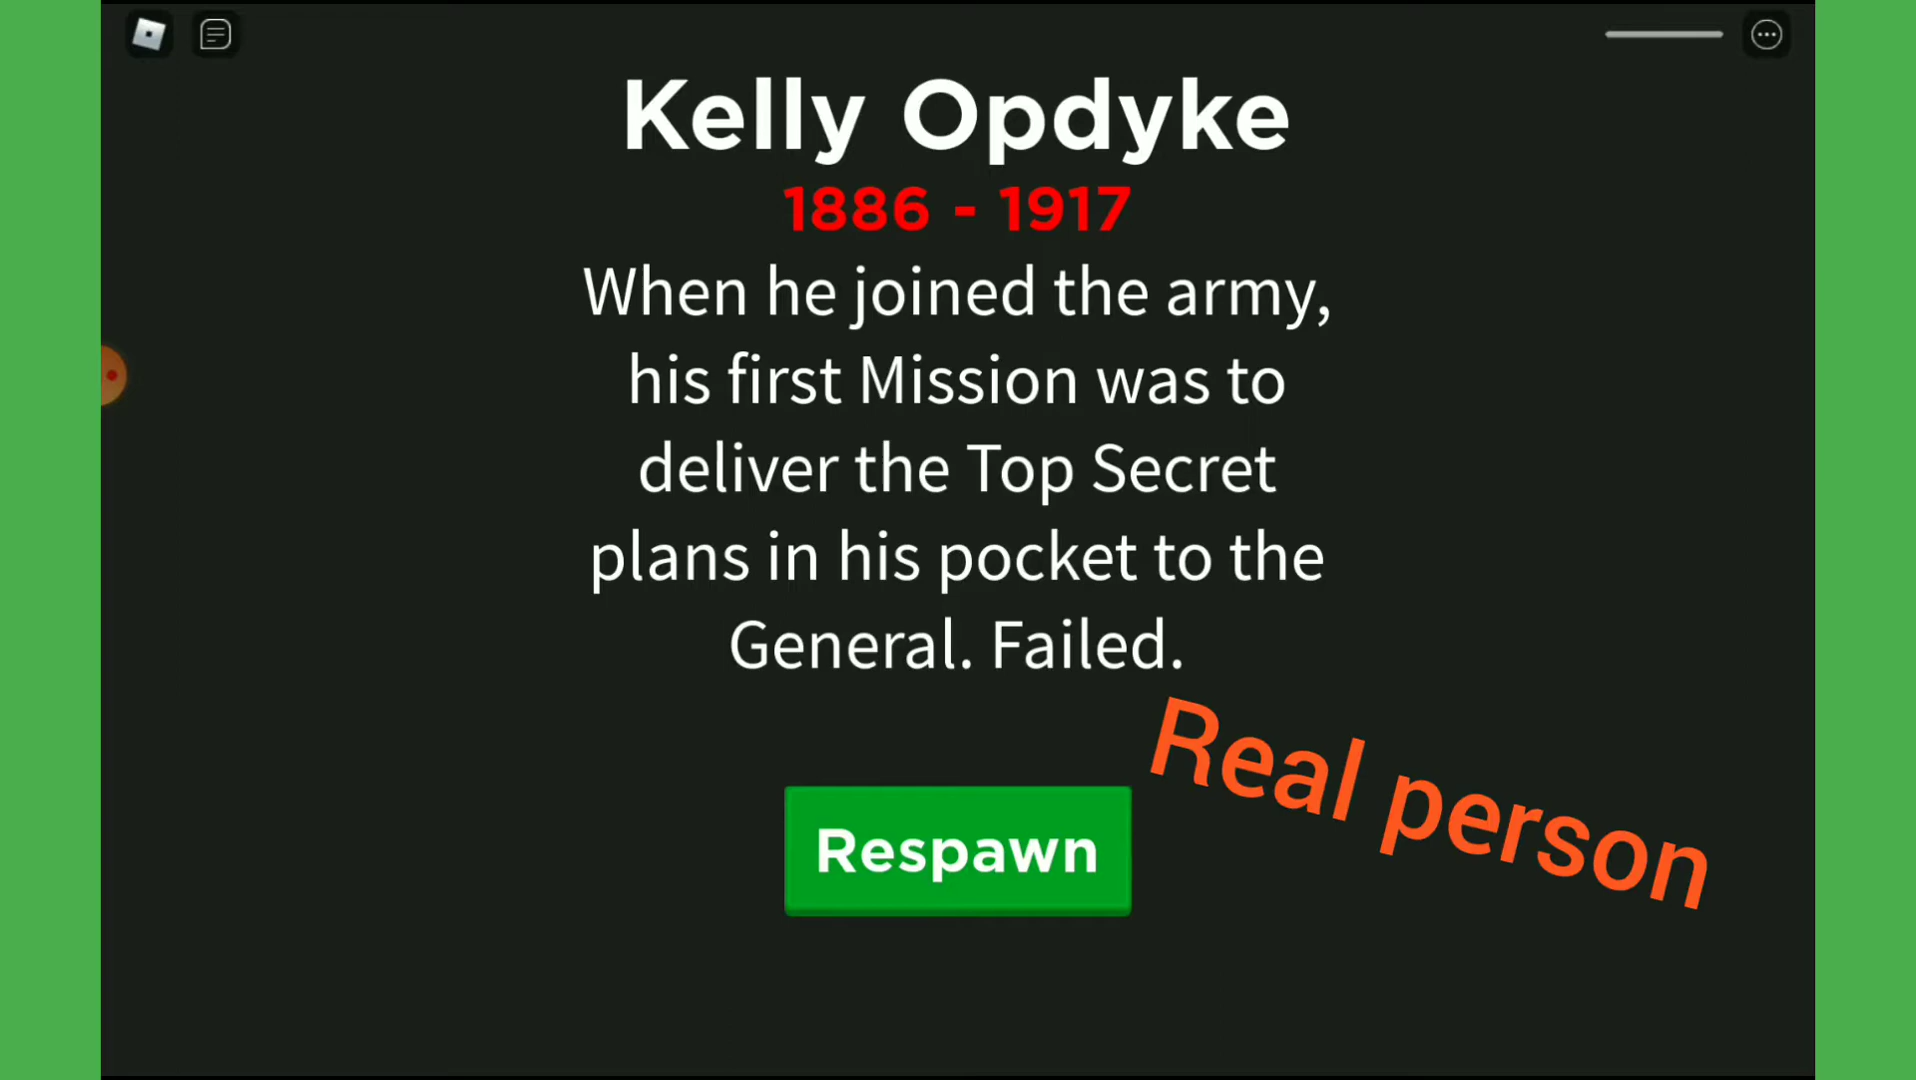 Kelly Opdyke
1886 - 1917
When he joined the army,
his first Mission was to
deliver the Top Secret
plans in his pocket to the
General. Failed.
Real person
Respawn